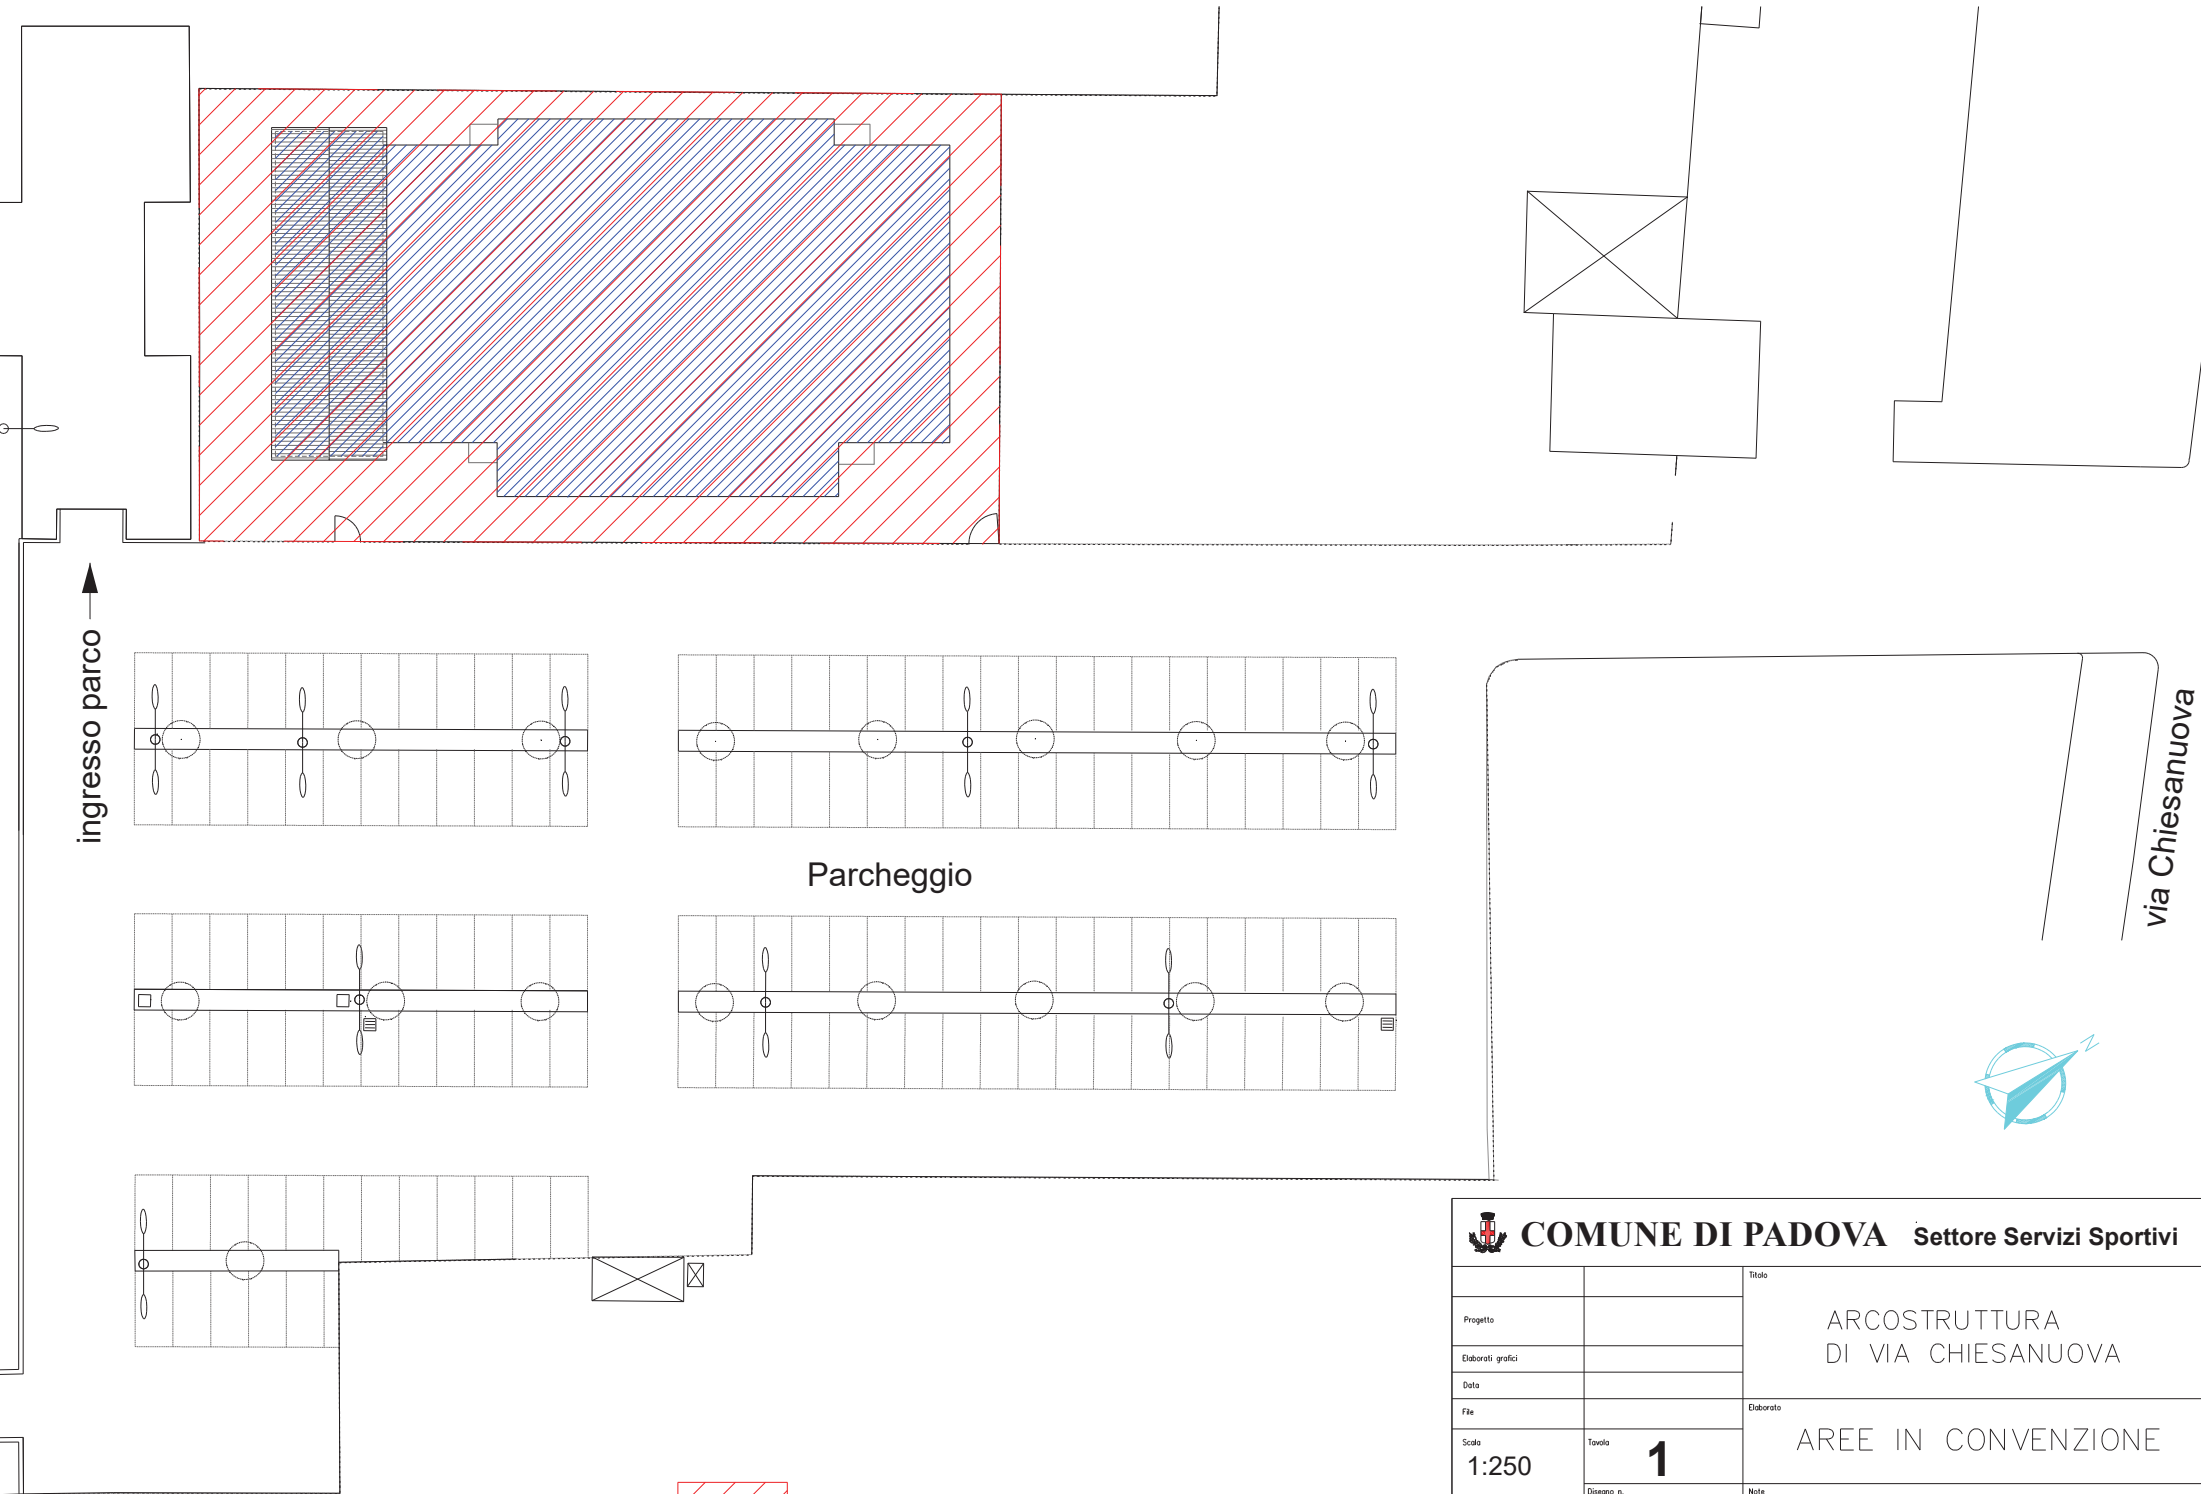 ingresso parco
Parcheggio
via Chiesanuova
N
COMUNE DI PADOVA Settore Servizi Sportivi
Titolo
ARCOSTRUTTURA
DI VIA CHIESANUOVA
Progetto
Elaborati grafici
Data
File
Elaborato
AREE IN CONVENZIONE
Scala
1:250
Tavola
1
Disegno n.
Note